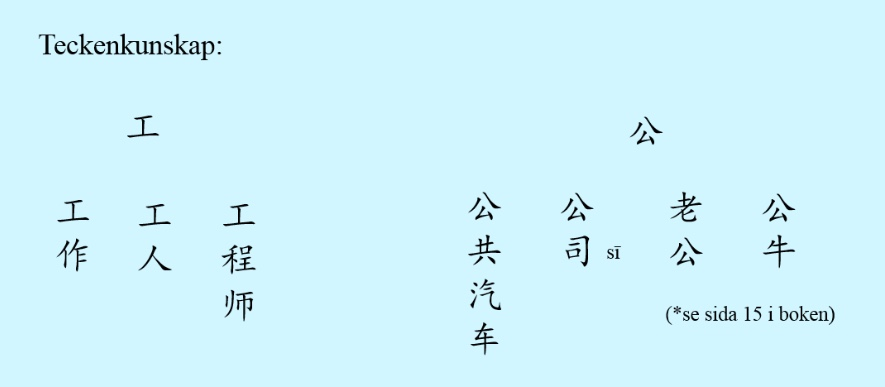 Teckenkunskap:
工
公
工作
工人
工程师
公共汽车
公司 sī
老公
公牛
(*se sida 15 i boken)